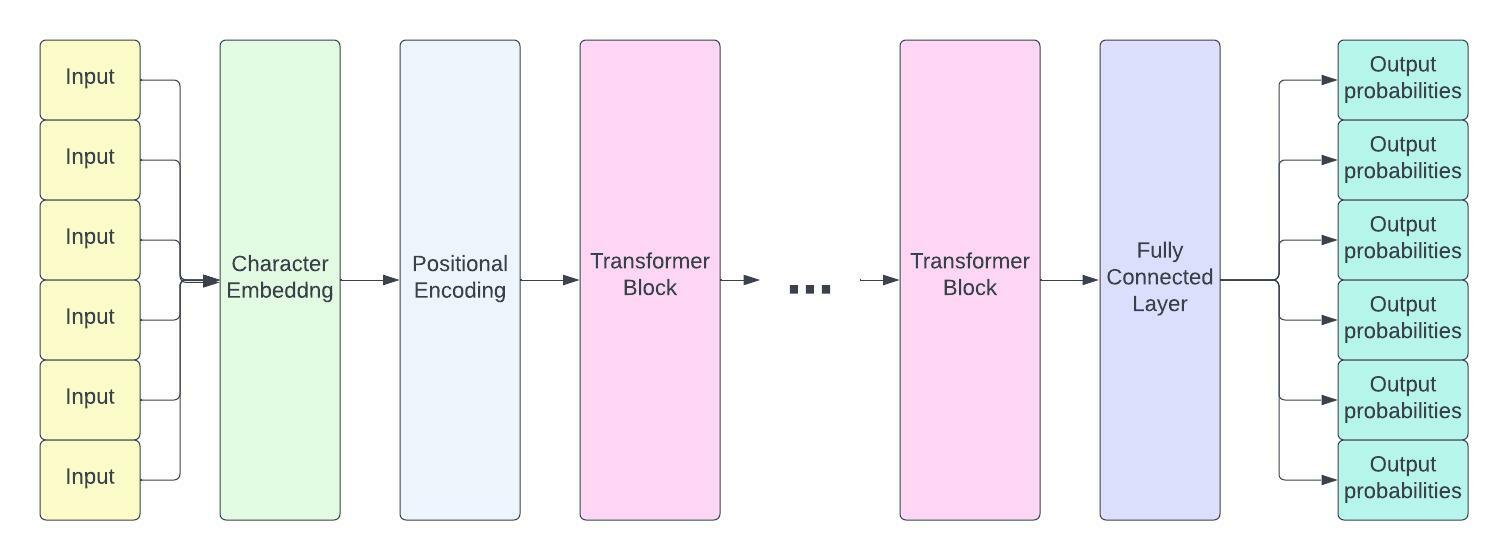 Input
Input
Input
Input
Input
Input
Character
Embeddng
Positional
Encoding
Transformer
Block
...
Transformer
Block
Fully
Connected
Layer
Output
probabilities
Output
probabilities
Output
probabilities
Output
probabilities
Output
probabilities
Output
probabilities